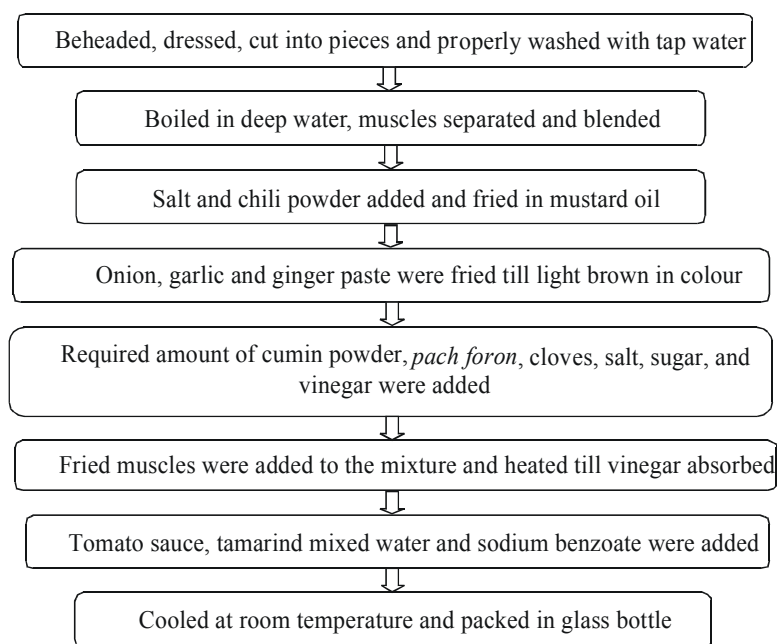 Beheaded, dressed, cut into pieces and properly washed with tap water
Boiled in deep water, muscles separated and blended
Salt and chili powder added and fried in mustard oil
Onion, garlic and ginger paste were fried till light brown in colour
Required amount of cumin powder, pach foron, cloves, salt, sugar, and
vinegar were added
Fried muscles were added to the mixture and heated till vinegar absorbed
Tomato sauce, tamarind mixed water and sodium benzoate were added
Cooled at room temperature and packed in glass bottle